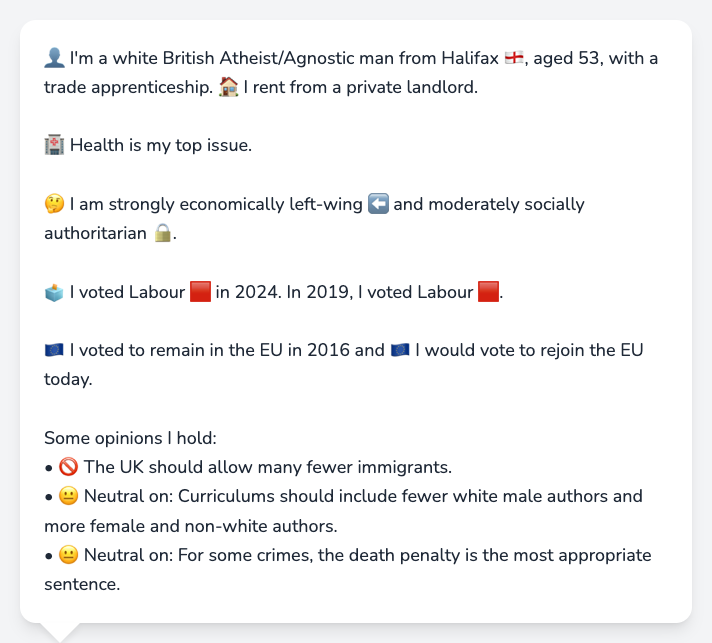 👤 I'm a white British Atheist/Agnostic man from Halifax 🏴󠁧󠁢󠁥󠁮󠁧󠁿, aged 53, with a
trade apprenticeship. 🏠 I rent from a private landlord.
🏥 Health is my top issue.
🤔 I am strongly economically left-wing ⬅️ and moderately socially
authoritarian 🔒.
🗳️ I voted Labour 🟥 in 2024. In 2019, I voted Labour 🟥.
🇪🇺 I voted to remain in the EU in 2016 and 🇪🇺 I would vote to rejoin the EU
today.
Some opinions I hold:
• 🚫 The UK should allow many fewer immigrants.
• 😐 Neutral on: Curriculums should include fewer white male authors and
more female and non-white authors.
• 😐 Neutral on: For some crimes, the death penalty is the most appropriate
sentence.